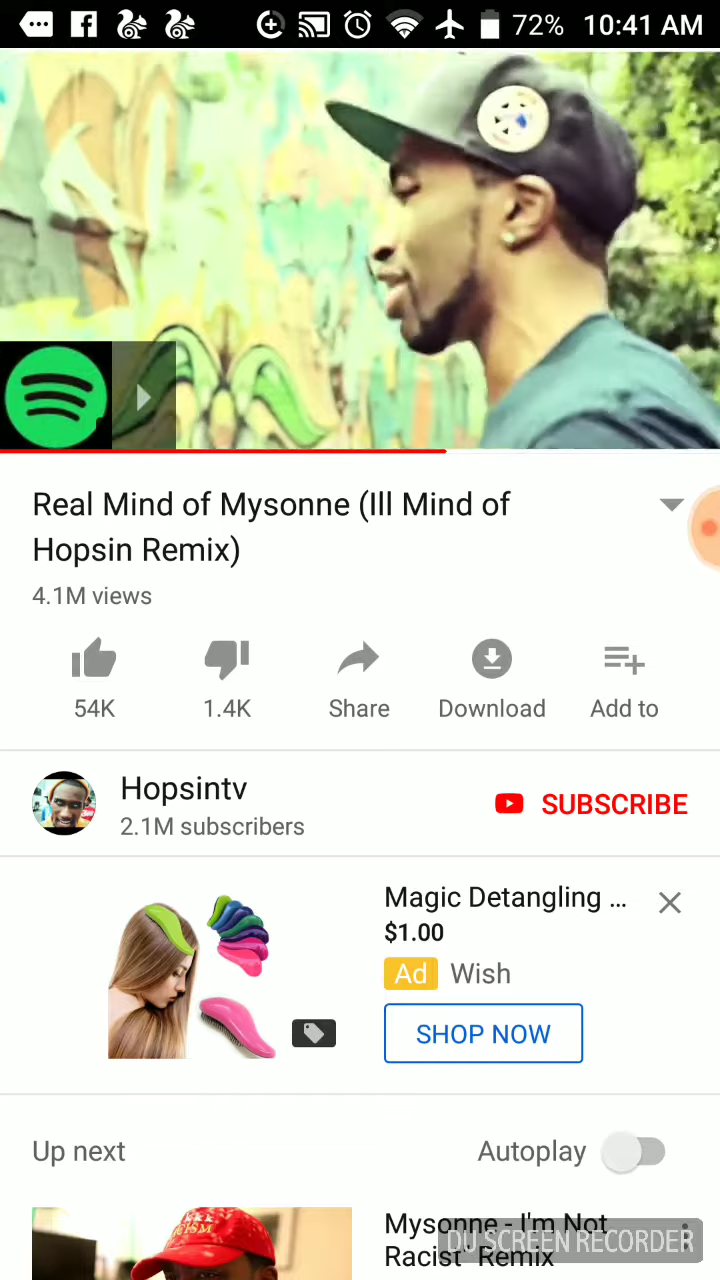 72% 10:41 AM
Real Mind of Mysonne (Ill Mind of
Hopsin Remix)
4.1M views
54K
1.4K
Share
Download
Add to
Hopsintv
2.1M subscribers
SUBSCRIBE
Magic Detangling ...
$1.00
Ad Wish
SHOP NOW
Up next
Autoplay
Mysonne - I'm Not
Racist' Remix
DU SCREEN RECORDER